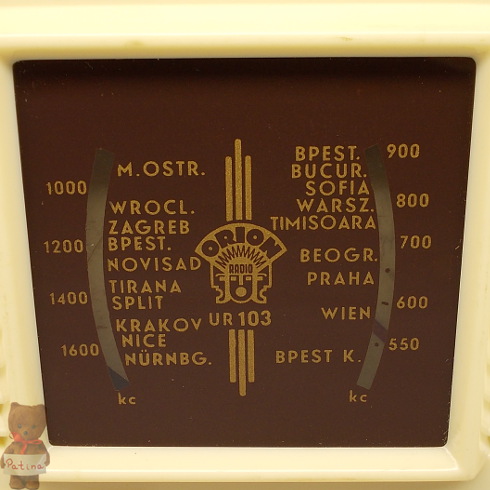 1000
1200
1400
1600
kc
M.OSTR.
WROCL.
ZAGREB
BPEST.
NOVISAD
TIRANA
SPLIT
KRAKOV
NICE
NÜRNBG.
ORION
RADIO
UR 103
BPEST.
BUCUR.
SOFIA
WARSZ.
TIMISOARA
BEOGR.
PRAHA
WIEN
BPEST K.
900
800
700
600
550
kc
Patina